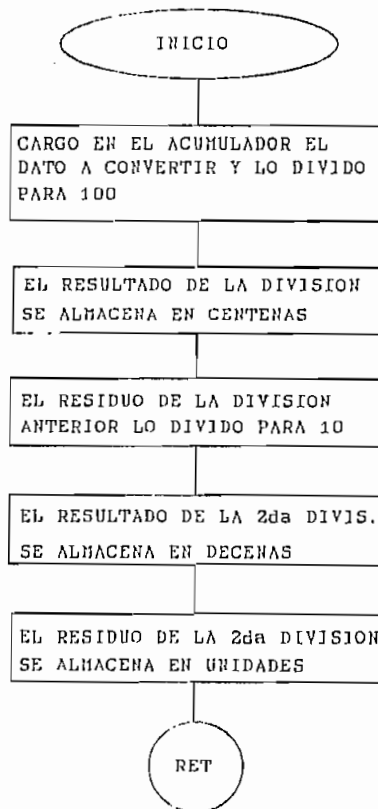 INICIO
CARGO EN EL ACUMULADOR EL
DATO A CONVERTIR Y LO DIVIDO
PARA 100
EL RESULTADO DE LA DIVISION
SE ALMACENA EN CENTENAS
EL RESIDUO DE LA DIVISION
ANTERIOR LO DIVIDO PARA 10
EL RESULTADO DE LA 2da DIVIS.
SE ALMACENA EN DECENAS
EL RESIDUO DE LA 2da DIVISION
SE ALMACENA EN UNIDADES
RET